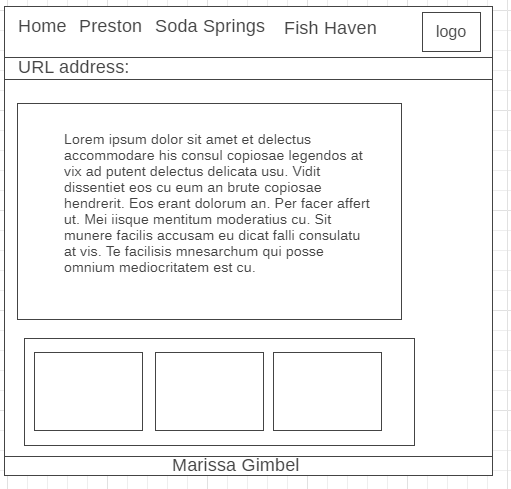 Home Preston Soda Springs Fish Haven logo
URL address:
Lorem ipsum dolor sit amet et delectus
accommodare his consul copiosae legendos at
vix ad putent delectus delicata usu. Vidit
dissentiet eos cu eum an brute copiosae
hendrerit. Eos erant dolorum an. Per facer affert
ut. Mei iisque mentitum moderatius cu. Sit
munere facilis accusam eu dicat falli consulatu
at vis. Te facilisis mnesarchum qui posse
omnium mediocritatem est cu.
Marissa Gimbel